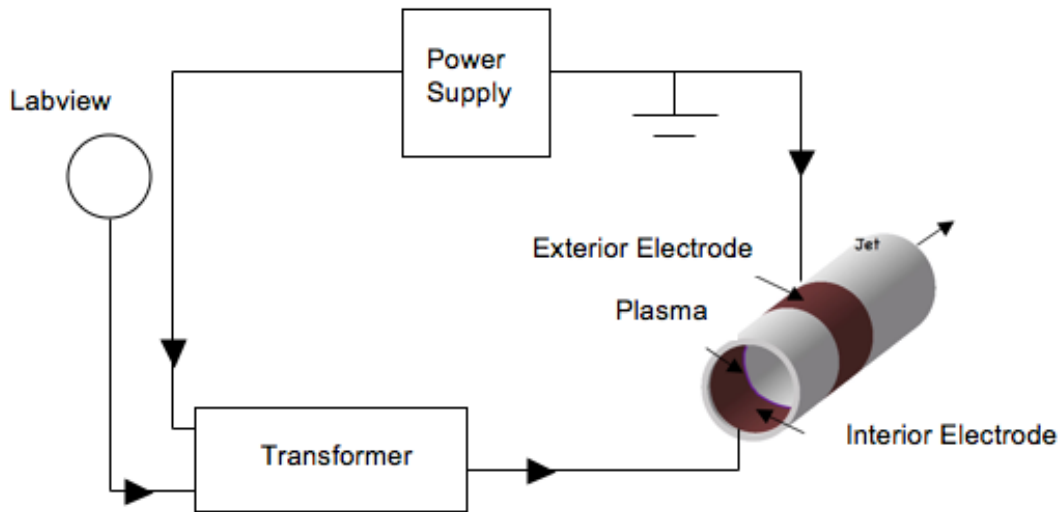 Power
Supply
Labview
Jet
Exterior Electrode
Plasma
Interior Electrode
Transformer